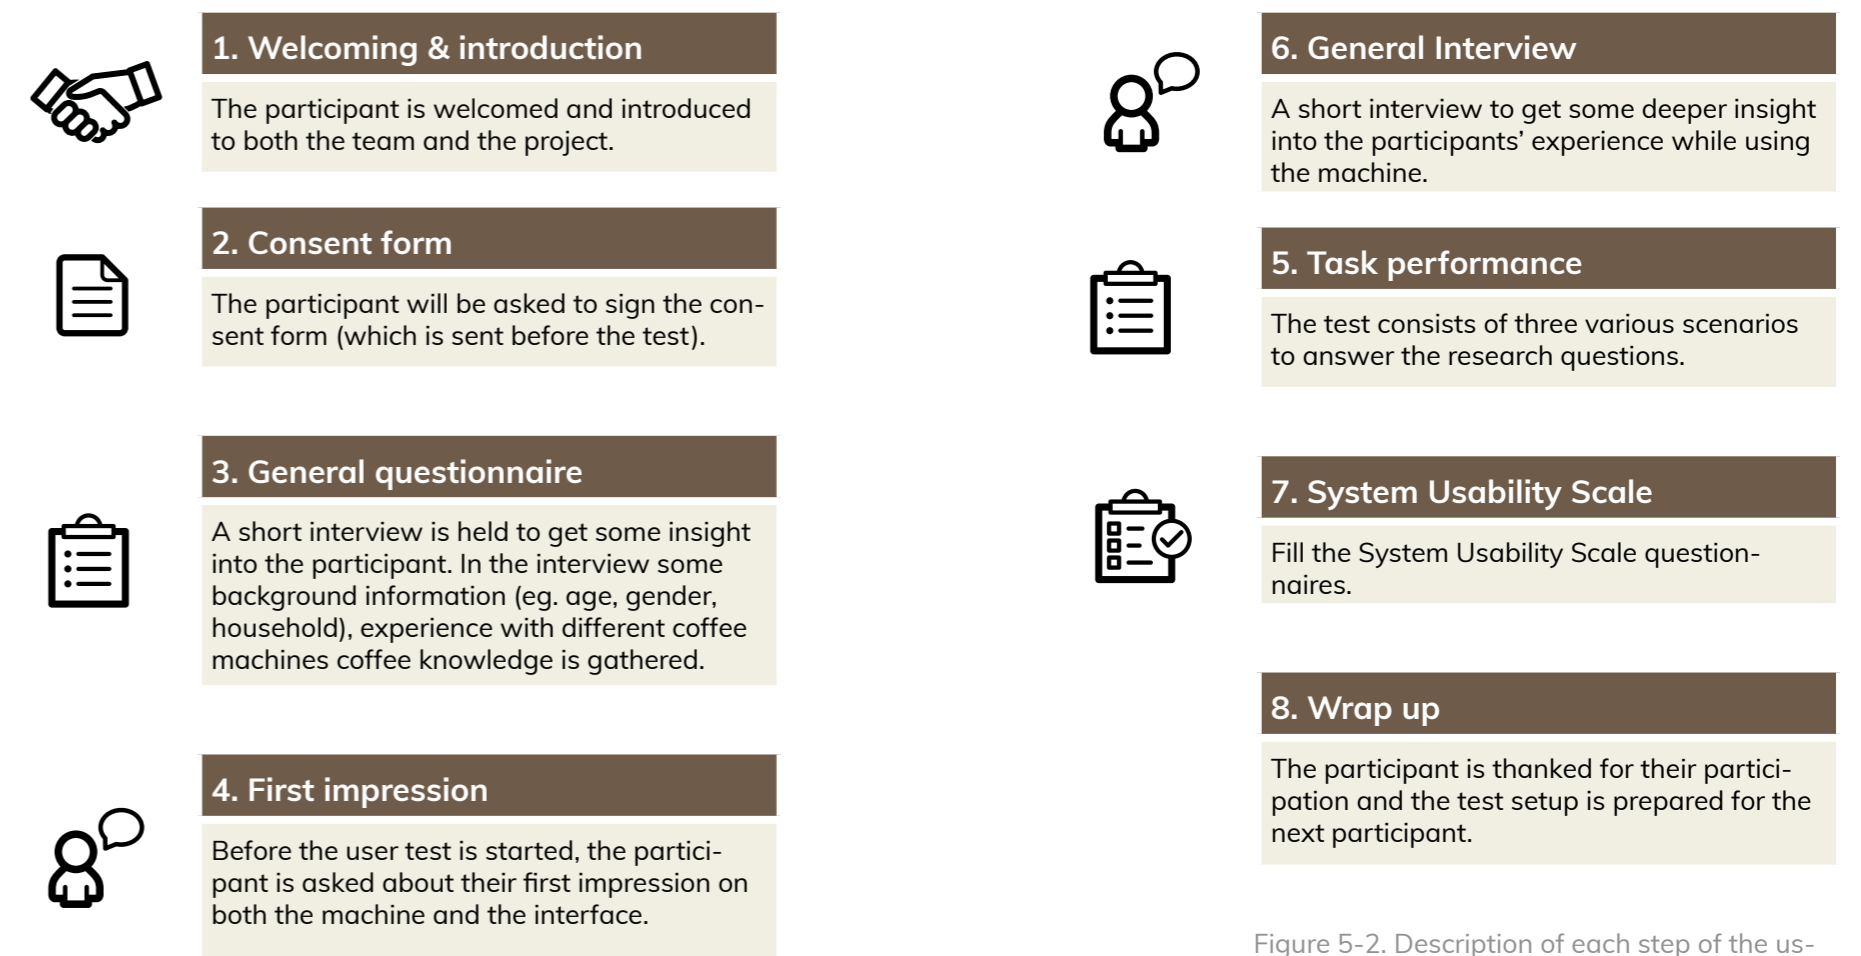 1. Welcoming & introduction
The participant is welcomed and introduced
to both the team and the project.
2. Consent form
The participant will be asked to sign the con-
sent form (which is sent before the test).
3. General questionnaire
A short interview is held to get some insight
into the participant. In the interview some
background information (eg. age, gender,
household), experience with different coffee
machines coffee knowledge is gathered.
4. First impression
Before the user test is started, the partici-
pant is asked about their first impression on
both the machine and the interface.
6. General Interview
A short interview to get some deeper insight
into the participants’ experience while using
the machine.
5. Task performance
The test consists of three various scenarios
to answer the research questions.
7. System Usability Scale
Fill the System Usability Scale question-
naires.
8. Wrap up
The participant is thanked for their partici-
pation and the test setup is prepared for the
next participant.
Figure 5-2. Description of each step of the us-